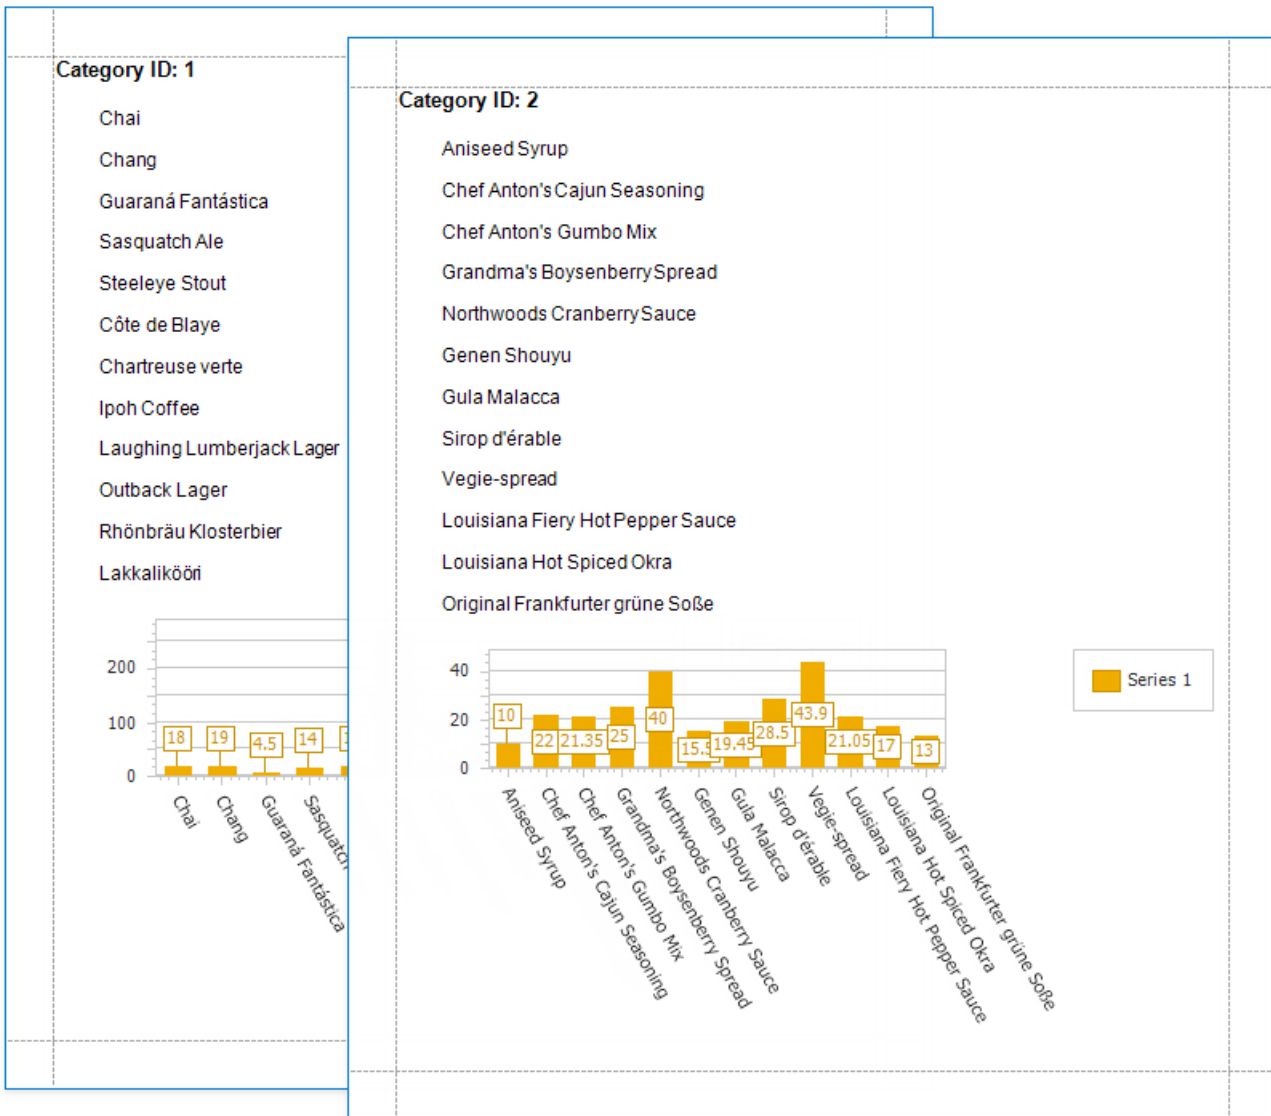 Category ID: 1
Chai
Chang
Guaraná Fantástica
Sasquatch Ale
Steeleye Stout
Côte de Blaye
Chartreuse verte
Ipoh Coffee
Laughing Lumberjack Lager
Outback Lager
Rhönbräu Klosterbier
Lakkalikööri
200
100
0
18
19
4.5
14
Chai
Chang
Guaraná Fantástica
Sasquatch
Category ID: 2
Aniseed Syrup
Chef Anton's Cajun Seasoning
Chef Anton's Gumbo Mix
Grandma's Boysenberry Spread
Northwoods Cranberry Sauce
Genen Shouyu
Gula Malacca
Sirop d'érable
Vegie-spread
Louisiana Fiery Hot Pepper Sauce
Louisiana Hot Spiced Okra
Original Frankfurter grüne Soße
40
20
0
10
22
21.35
25
40
15.5
19.45
28.5
43.9
21.05
17
13
Aniseed Syrup
Chef Anton's Cajun Seasoning
Chef Anton's Gumbo Mix
Grandma's Boysenberry Spread
Northwoods Cranberry Sauce
Genen Shouyu
Gula Malacca
Sirop d'érable
Vegie-spread
Louisiana Fiery Hot Pepper Sauce
Louisiana Hot Spiced Okra
Original Frankfurter grüne Soße
Series 1